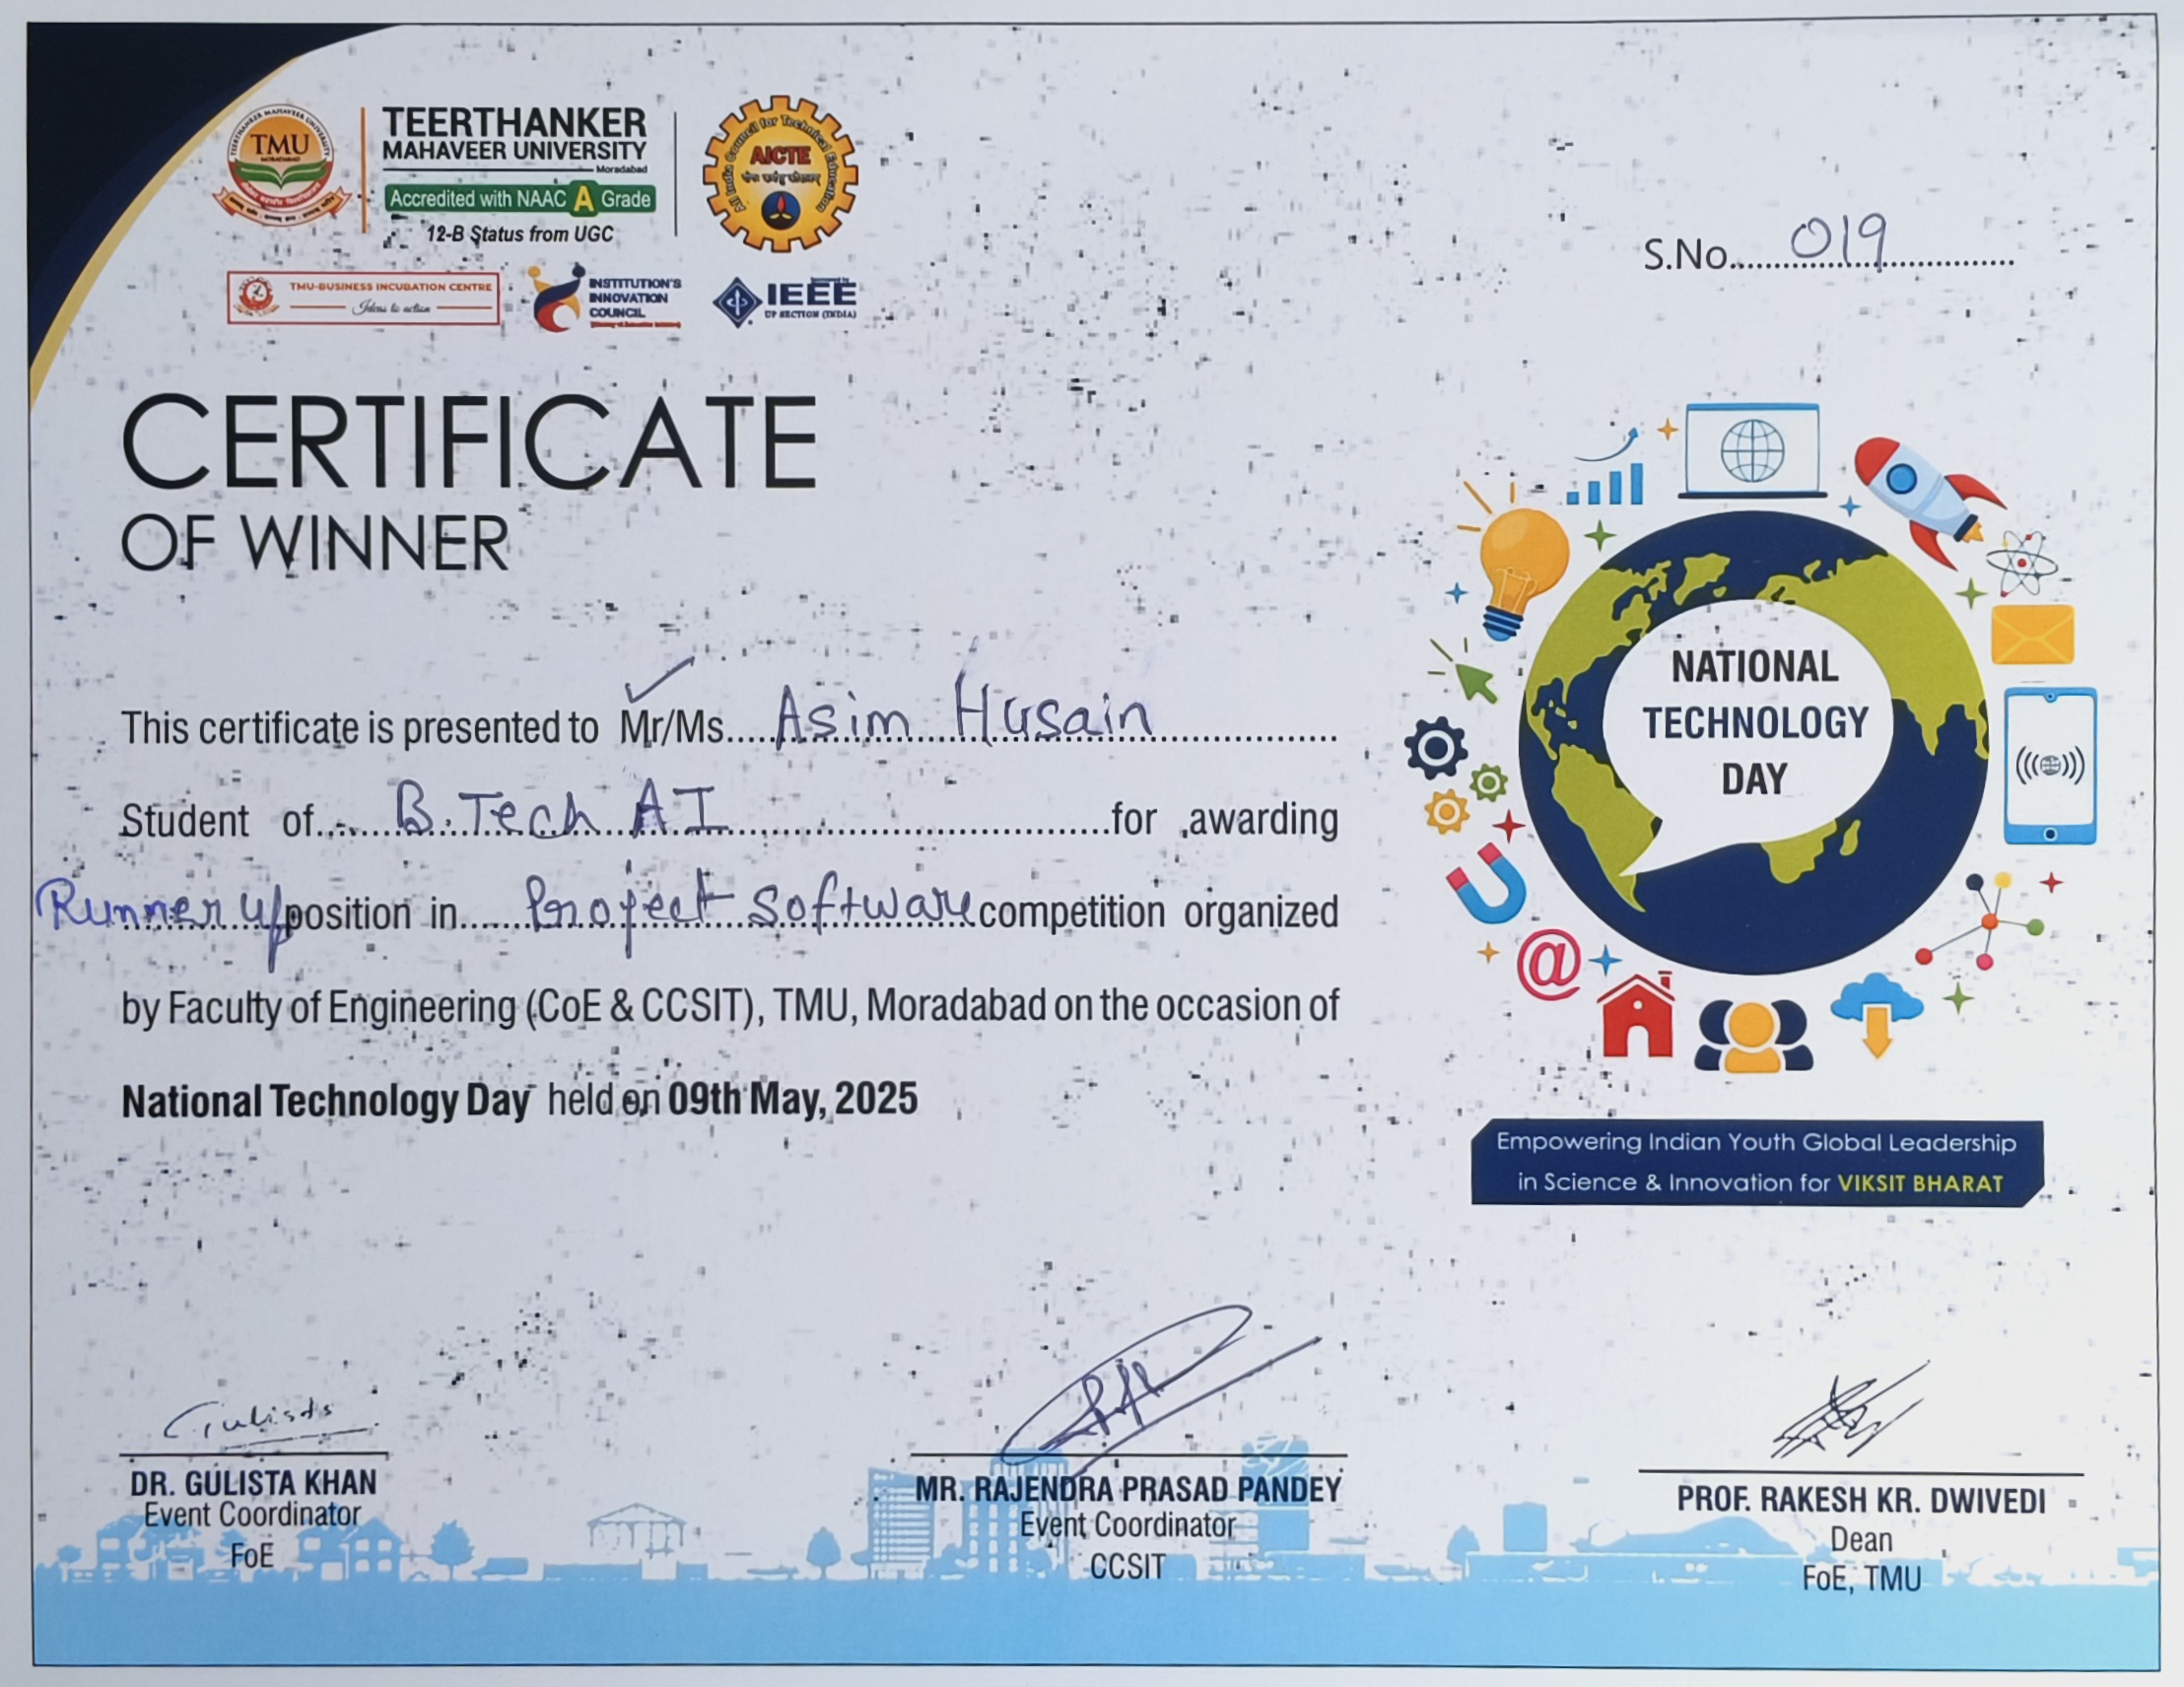 TEERTHANKER MAHAVEER UNIVERSITY
TMU
MORADABAD
TEERTHANKER
MAHAVEER UNIVERSITY
Moradabad
Accredited with NAAC A Grade
12-B Status from UGC
All India Council for Technical Education
AICTE
TMU-BUSINESS INCUBATION CENTRE
Ideas to action
INSTITUTION'S
INNOVATION
COUNCIL
IEEE
UP SECTION (INDIA)
S.No. 019
CERTIFICATE
OF WINNER
This certificate is presented to Mr/Ms. Asim Husain
Student of B.Tech AI for awarding
Runner up position in Project Software competition organized
by Faculty of Engineering (CoE & CCSIT), TMU, Moradabad on the occasion of
National Technology Day held on 09th May, 2025
NATIONAL
TECHNOLOGY
DAY
@
Empowering Indian Youth Global Leadership
in Science & Innovation for VIKSIT BHARAT
Gulista
DR. GULISTA KHAN
Event Coordinator
FoE
MR. RAJENDRA PRASAD PANDEY
Event Coordinator
CCSIT
PROF. RAKESH KR. DWIVEDI
Dean
FoE, TMU